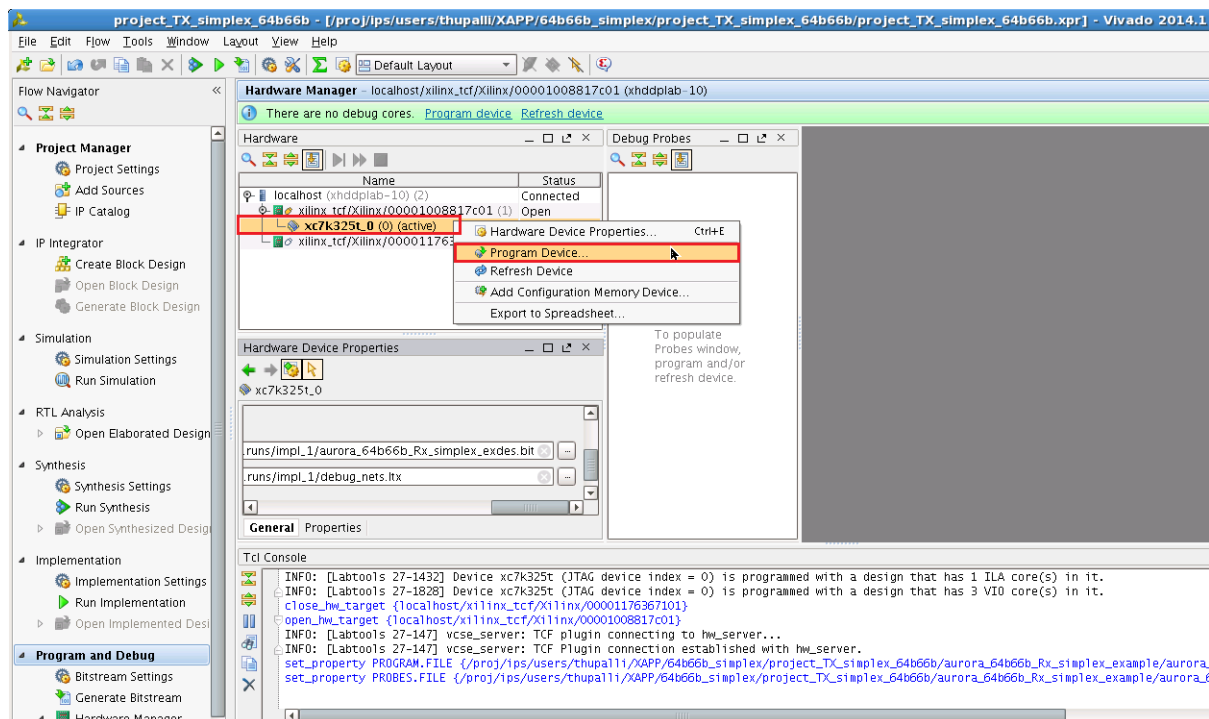 project_TX_simplex_64b66b - [/proj/ips/users/thupalli/XAPP/64b66b_simplex/project_TX_simplex_64b66b/project_TX_simplex_64b66b.xpr] - Vivado 2014.1
File Edit Flow Tools Window Layout View Help
Default Layout
Flow Navigator
Project Manager
Project Settings
Add Sources
IP Catalog
IP Integrator
Create Block Design
Open Block Design
Generate Block Design
Simulation
Simulation Settings
Run Simulation
RTL Analysis
Open Elaborated Design
Synthesis
Synthesis Settings
Run Synthesis
Open Synthesized Desig
Implementation
Implementation Settings
Run Implementation
Open Implemented Desi
Program and Debug
Bitstream Settings
Generate Bitstream
Hardware Manager
Hardware Manager - localhost/xilinx_tcf/Xilinx/00001008817c01 (xhddplab-10)
There are no debug cores. Program device Refresh device
Hardware
Name Status
localhost (xhddplab-10) (2) Connected
xilinx_tcf/Xilinx/00001008817c01 (1) Open
xc7k325t_0 (0) (active)
xilinx_tcf/Xilinx/00001176
Hardware Device Properties... Ctrl+E
Program Device...
Refresh Device
Add Configuration Memory Device...
Export to Spreadsheet...
Debug Probes
To populate
Probes window,
program and/or
refresh device.
Hardware Device Properties
xc7k325t_0
.runs/impl_1/aurora_64b66b_Rx_simplex_exdes.bit
.runs/impl_1/debug_nets.ltx
General Properties
Tcl Console
INFO: [Labtools 27-1432] Device xc7k325t (JTAG device index = 0) is programmed with a design that has 1 ILA core(s) in it.
INFO: [Labtools 27-1828] Device xc7k325t (JTAG device index = 0) is programmed with a design that has 3 VIO core(s) in it.
close_hw_target {localhost/xilinx_tcf/Xilinx/00001176367101}
open_hw_target {localhost/xilinx_tcf/Xilinx/00001008817c01}
INFO: [Labtools 27-147] vcse_server: TCF plugin connecting to hw_server...
INFO: [Labtools 27-147] vcse_server: TCF Plugin connection established with hw_server.
set_property PROGRAM.FILE {/proj/ips/users/thupalli/XAPP/64b66b_simplex/project_TX_simplex_64b66b/aurora_64b66b_Rx_simplex_example/aurora_
set_property PROBES.FILE {/proj/ips/users/thupalli/XAPP/64b66b_simplex/project_TX_simplex_64b66b/aurora_64b66b_Rx_simplex_example/aurora_6